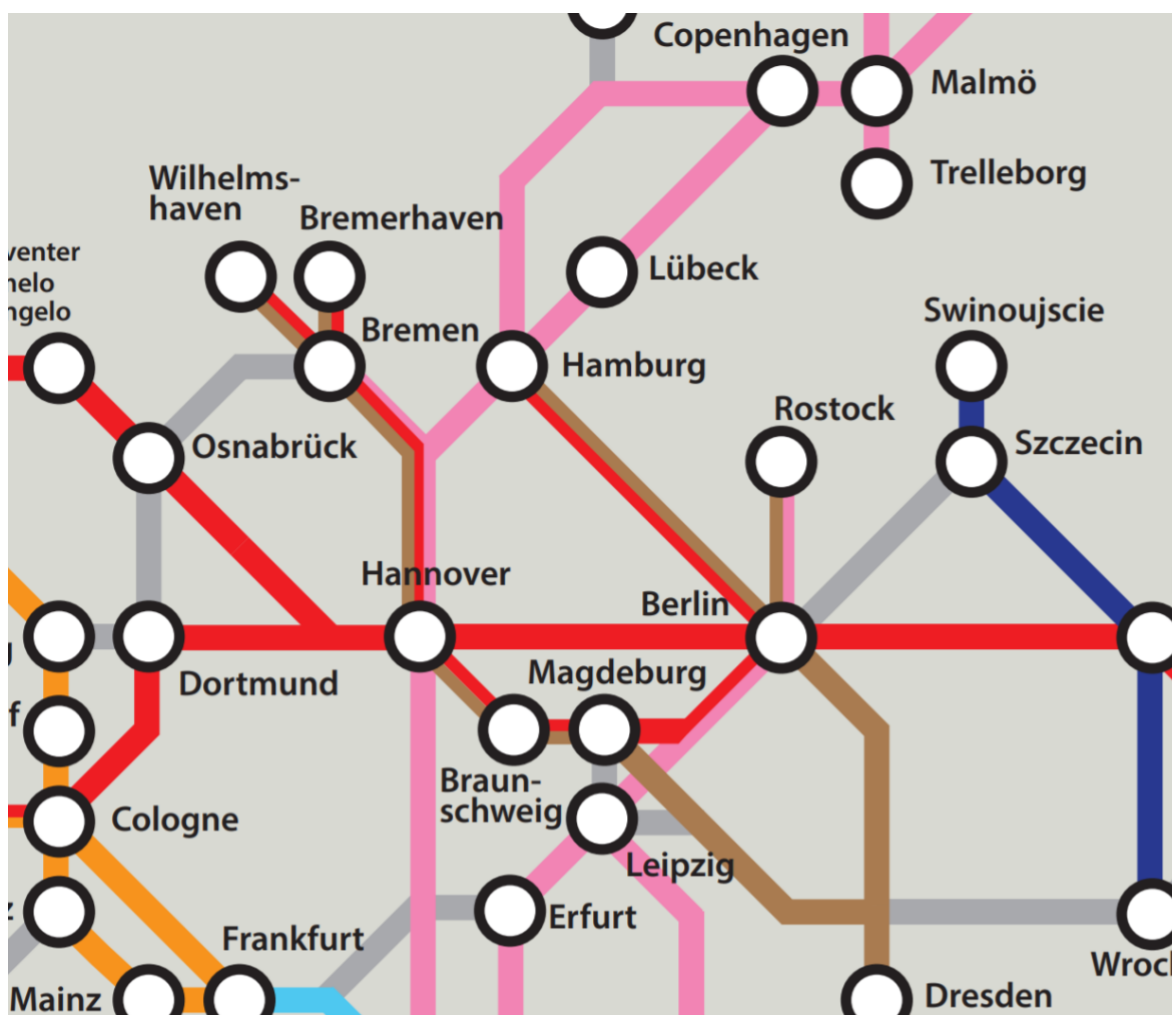 Copenhagen
Malmö
Wilhelms-
haven
Trelleborg
Bremerhaven
Lübeck
Swinoujscie
Bremen
Hamburg
Rostock
Osnabrück
Szczecin
Hannover
Berlin
Magdeburg
Dortmund
Braun-
schweig
Cologne
Leipzig
Erfurt
Frankfurt
Mainz
Dresden